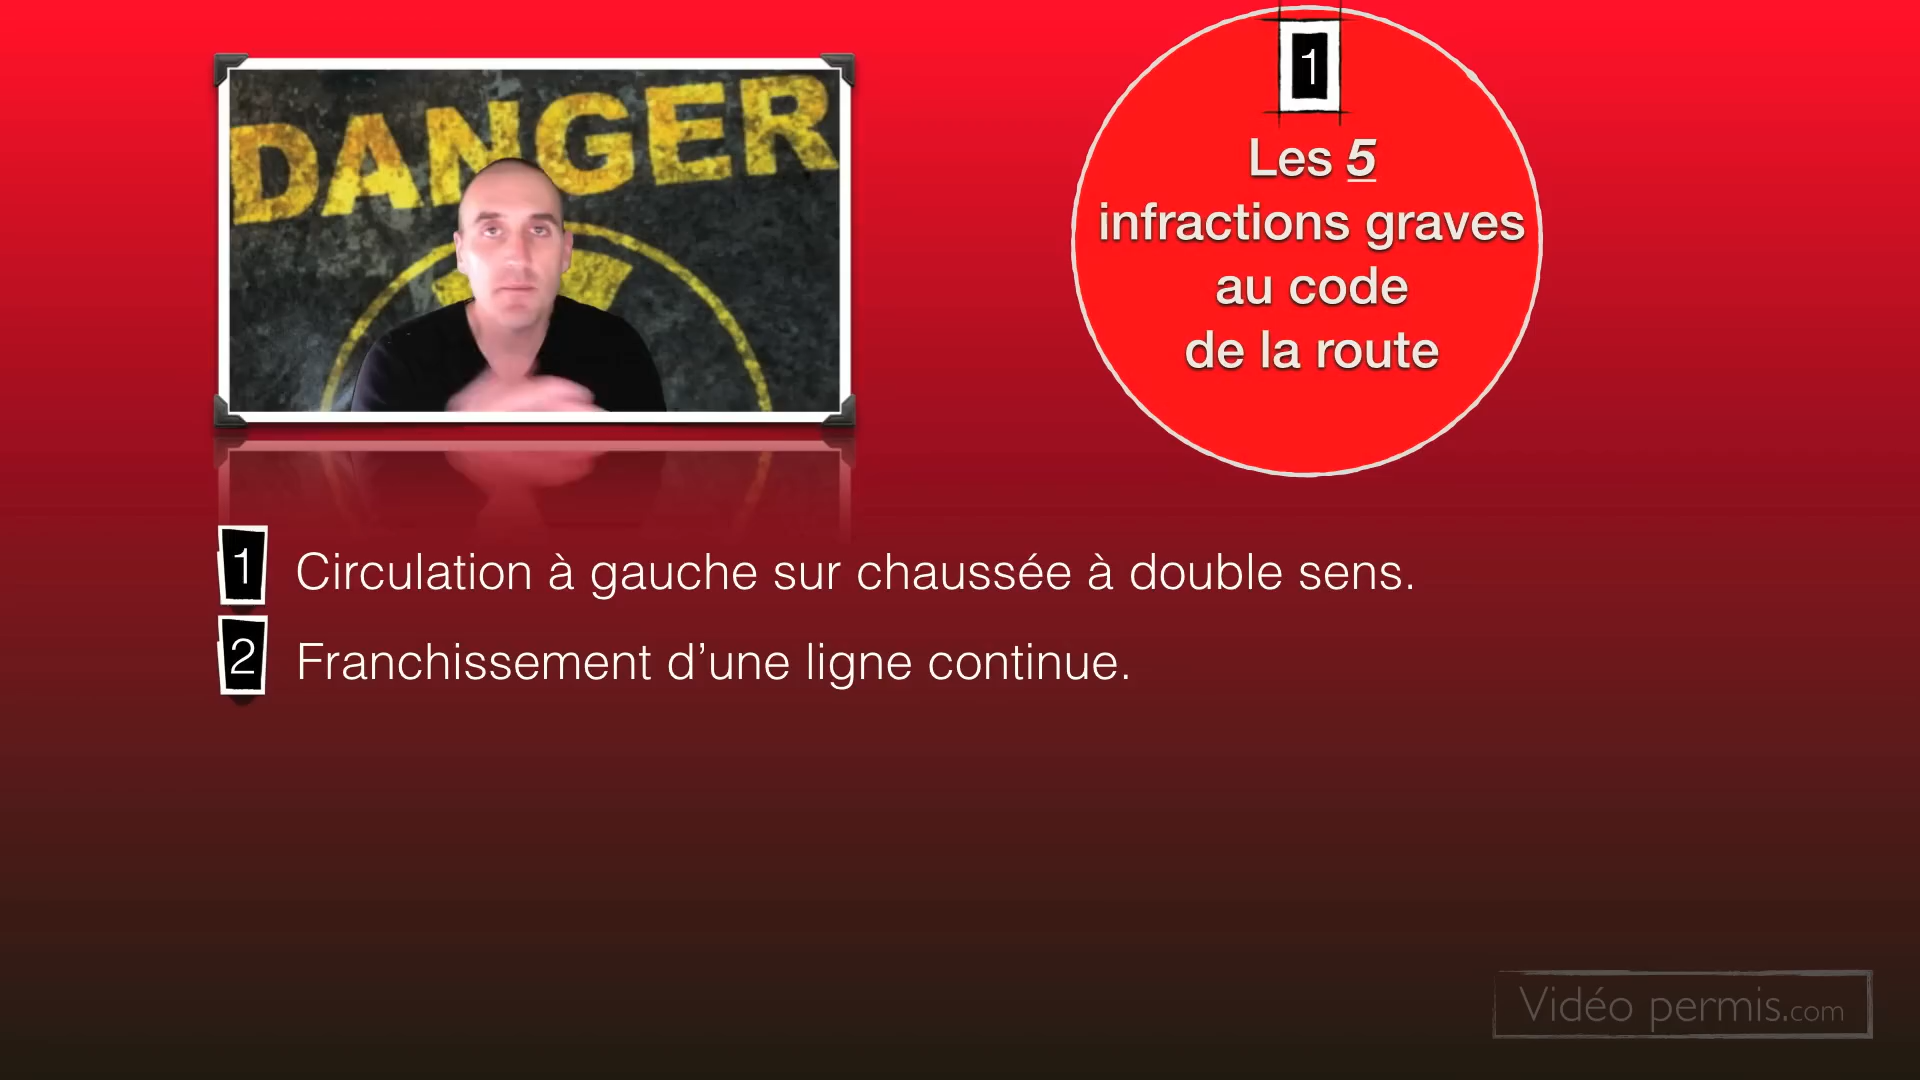 DANGER
1
Les 5
infractions graves
au code
de la route
1 Circulation à gauche sur chaussée à double sens.
2 Franchissement d’une ligne continue.
Vidéo permis.com